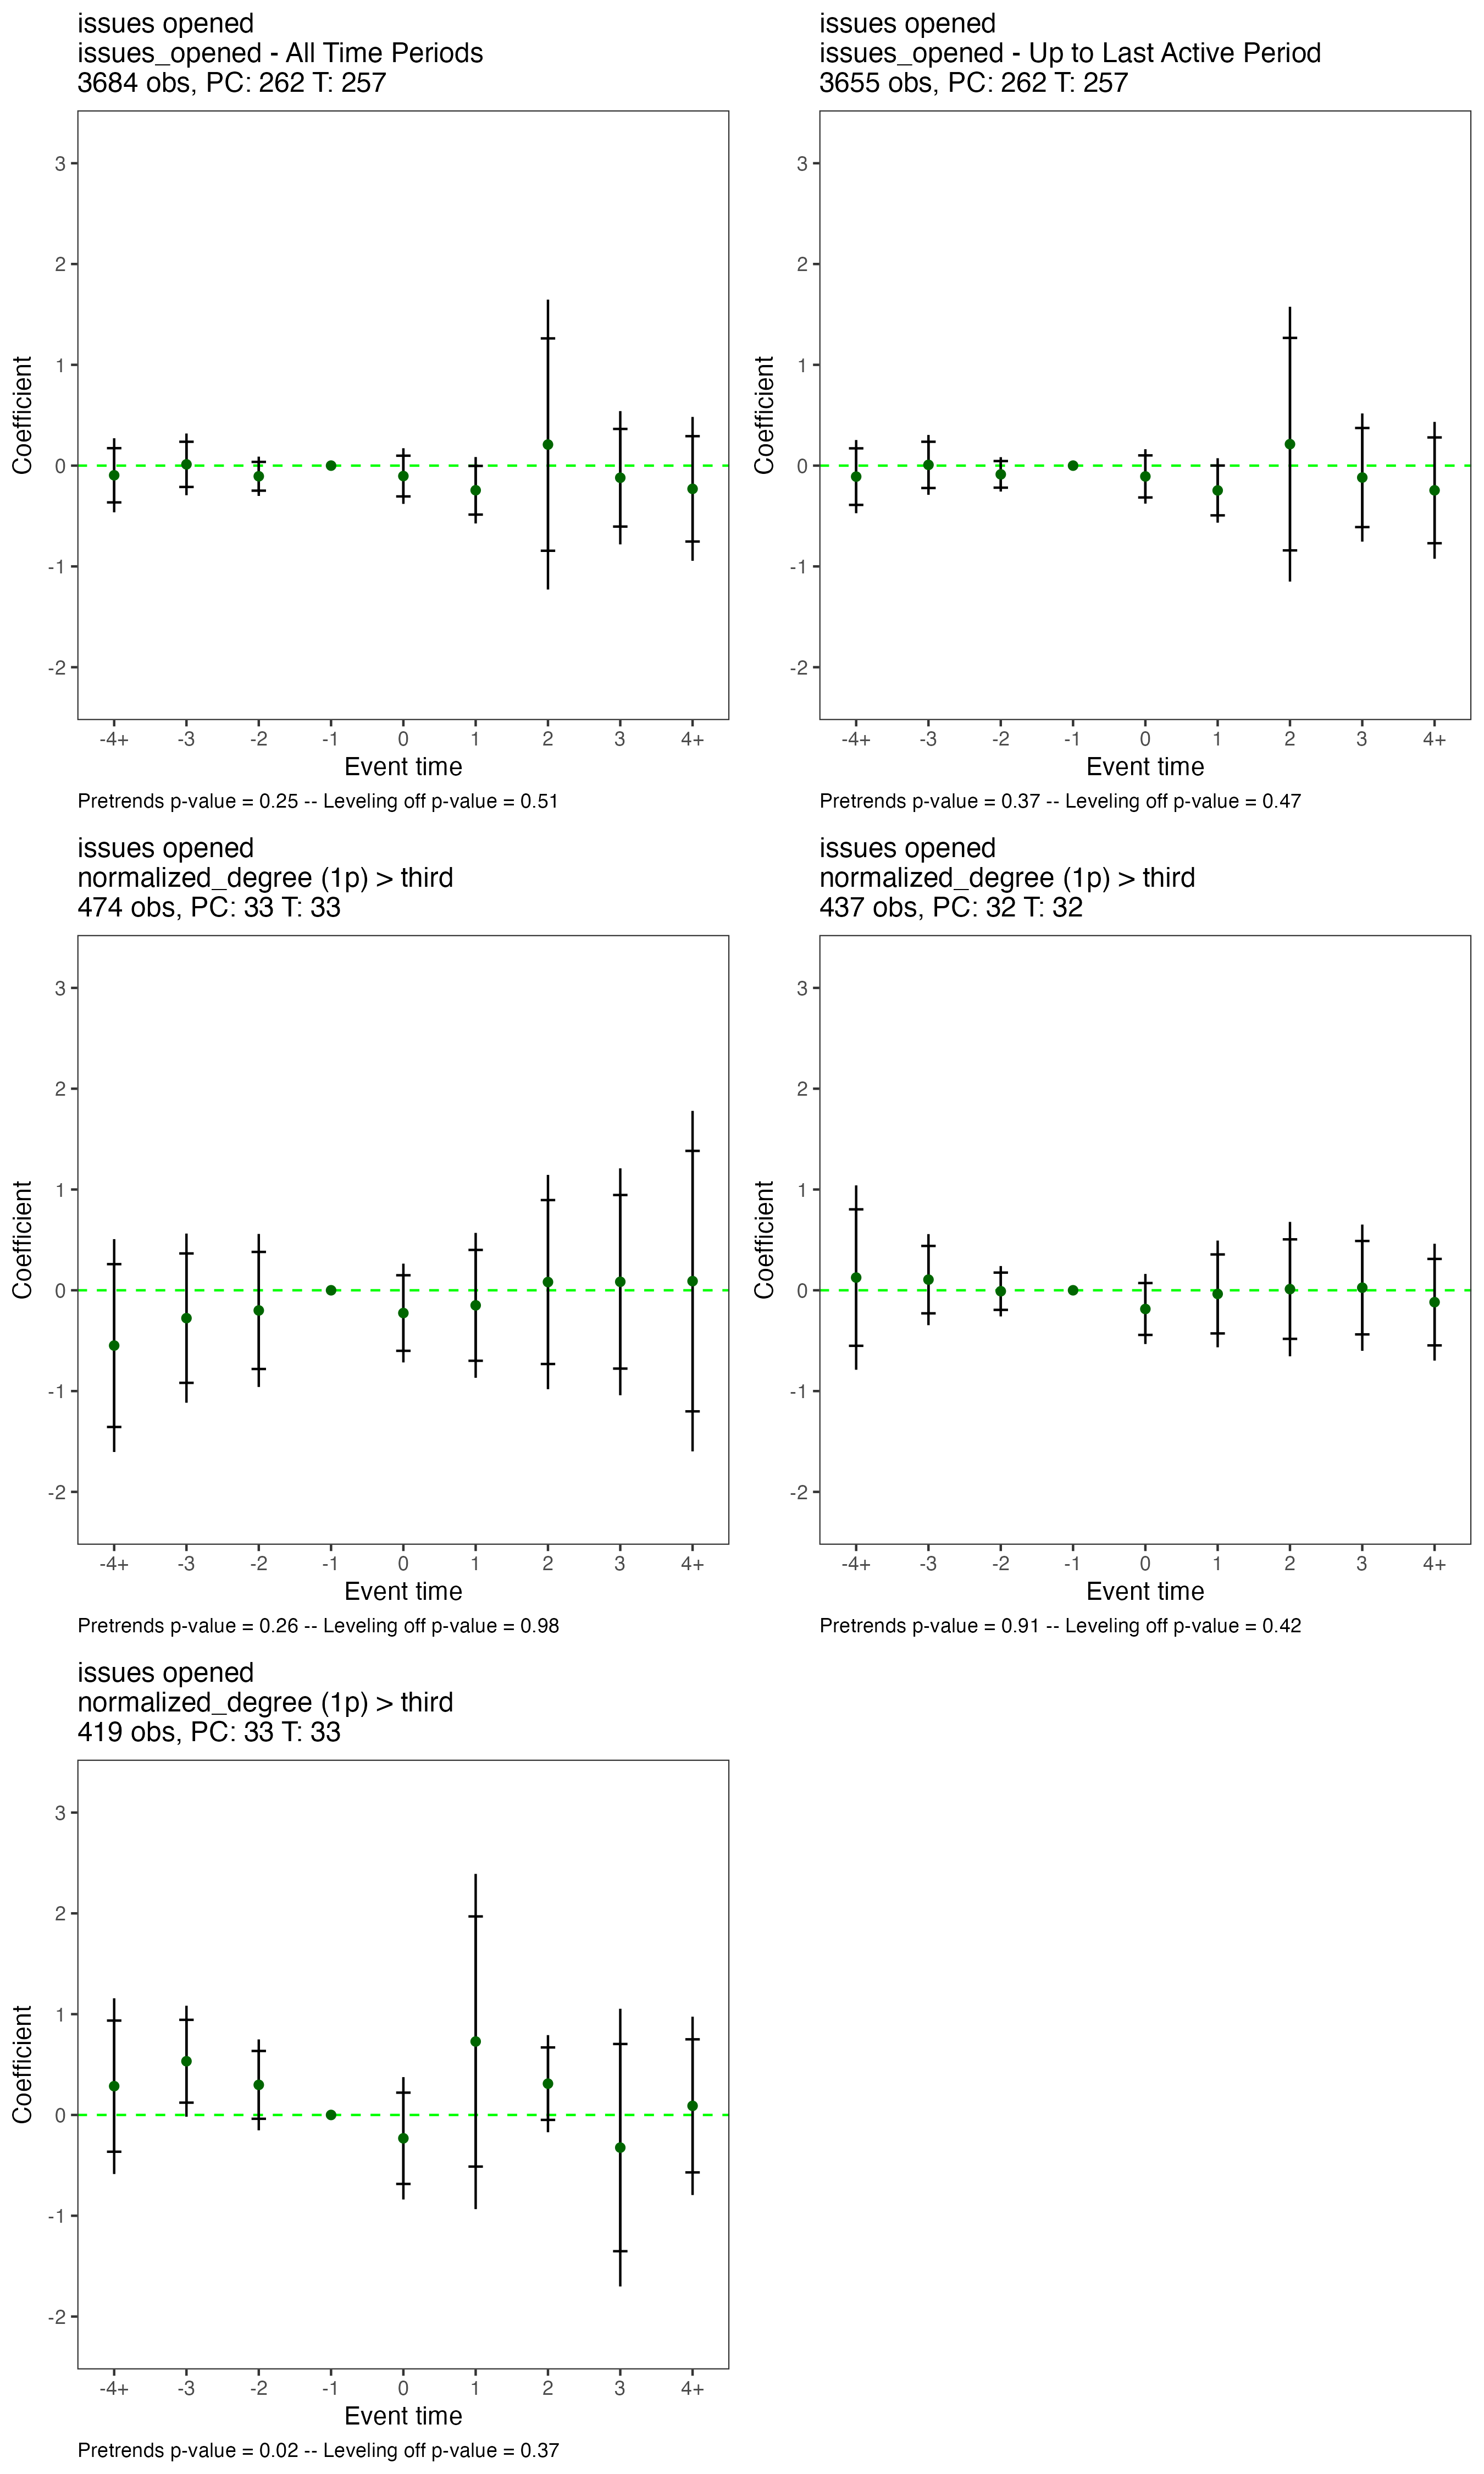 issues opened
issues_opened - All Time Periods
3684 obs, PC: 262 T: 257
Coefficient
3
2
1
0
-1
-2
-4+ -3 -2 -1 0 1 2 3 4+
Event time
Pretrends p-value = 0.25 -- Leveling off p-value = 0.51
issues opened
issues_opened - Up to Last Active Period
3655 obs, PC: 262 T: 257
Coefficient
3
2
1
0
-1
-2
-4+ -3 -2 -1 0 1 2 3 4+
Event time
Pretrends p-value = 0.37 -- Leveling off p-value = 0.47
issues opened
normalized_degree (1p) > third
474 obs, PC: 33 T: 33
Coefficient
3
2
1
0
-1
-2
-4+ -3 -2 -1 0 1 2 3 4+
Event time
Pretrends p-value = 0.26 -- Leveling off p-value = 0.98
issues opened
normalized_degree (1p) > third
437 obs, PC: 32 T: 32
Coefficient
3
2
1
0
-1
-2
-4+ -3 -2 -1 0 1 2 3 4+
Event time
Pretrends p-value = 0.91 -- Leveling off p-value = 0.42
issues opened
normalized_degree (1p) > third
419 obs, PC: 33 T: 33
Coefficient
3
2
1
0
-1
-2
-4+ -3 -2 -1 0 1 2 3 4+
Event time
Pretrends p-value = 0.02 -- Leveling off p-value = 0.37